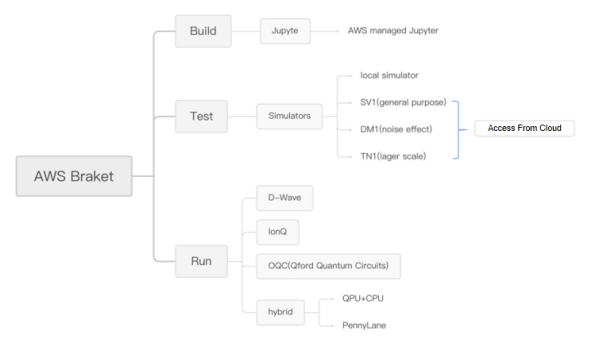 AWS Braket
Build
Jupyte
AWS managed Jupyter
Test
Simulators
local simulator
SV1(general purpose)
DM1(noise effect)
TN1(lager scale)
Access From Cloud
Run
D-Wave
IonQ
OQC(Qford Quantum Circuits)
hybrid
QPU+CPU
PennyLane